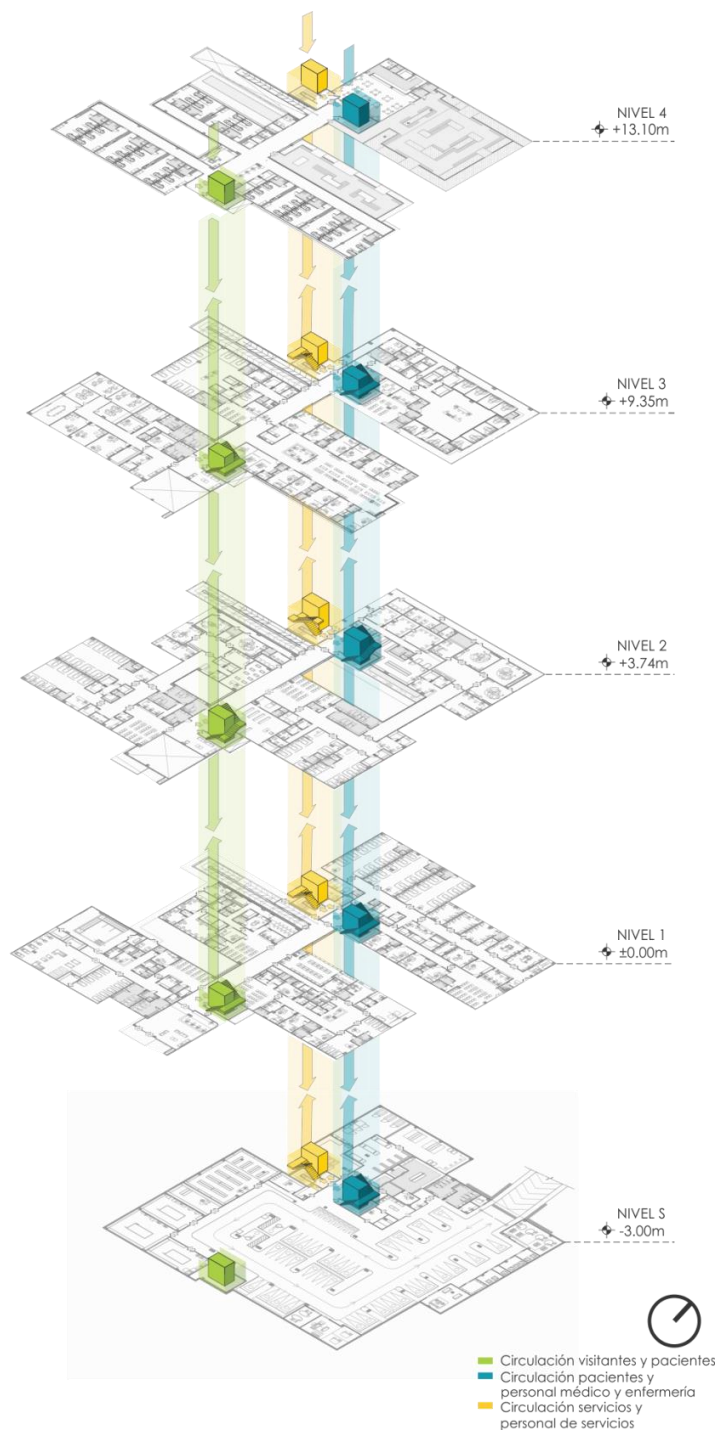 NIVEL 4
+13.10m
NIVEL 3
+9.35m
NIVEL 2
+3.74m
NIVEL 1
±0.00m
NIVEL S
-3.00m
Circulación visitantes y pacientes
Circulación pacientes y
personal médico y enfermería
Circulación servicios y
personal de servicios